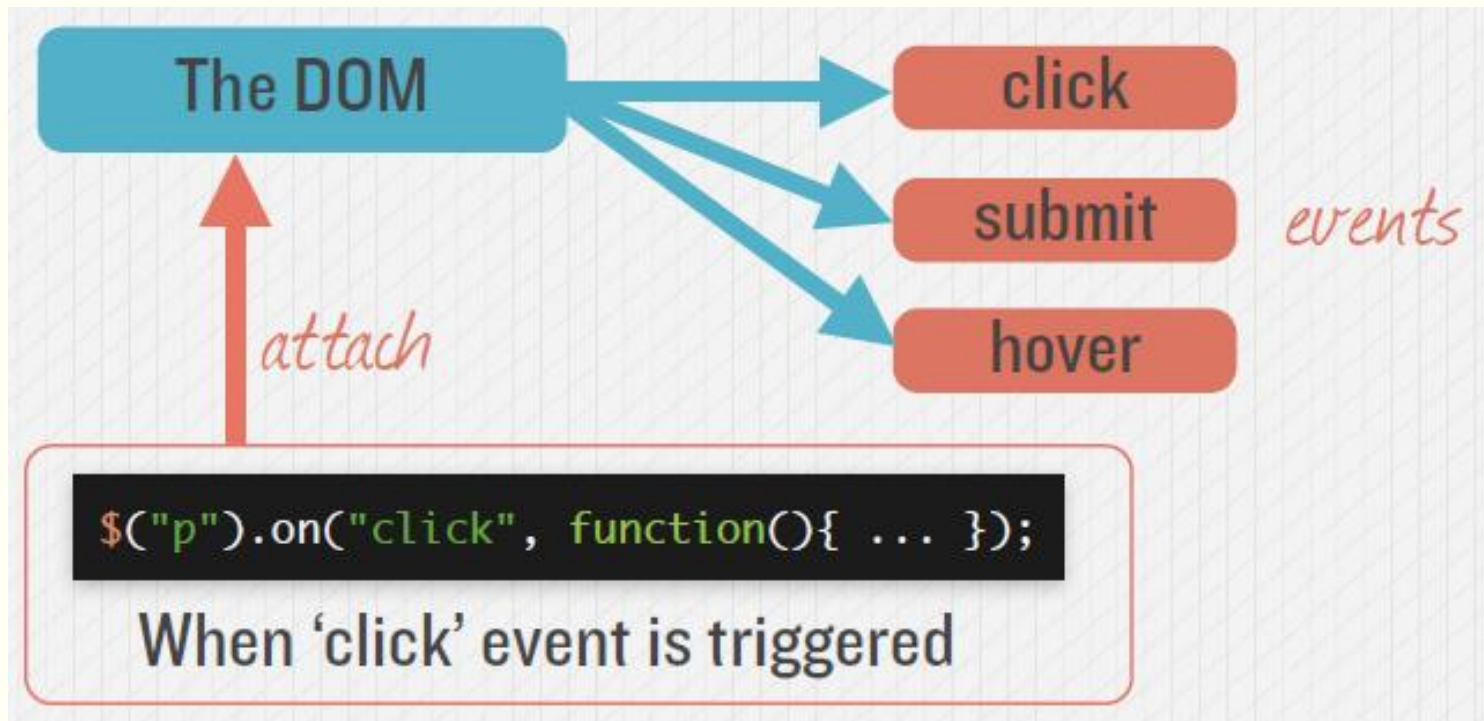 The DOM
click
submit
events
hover
attach
$("p").on("click", function(){ ... });
When ‘click’ event is triggered